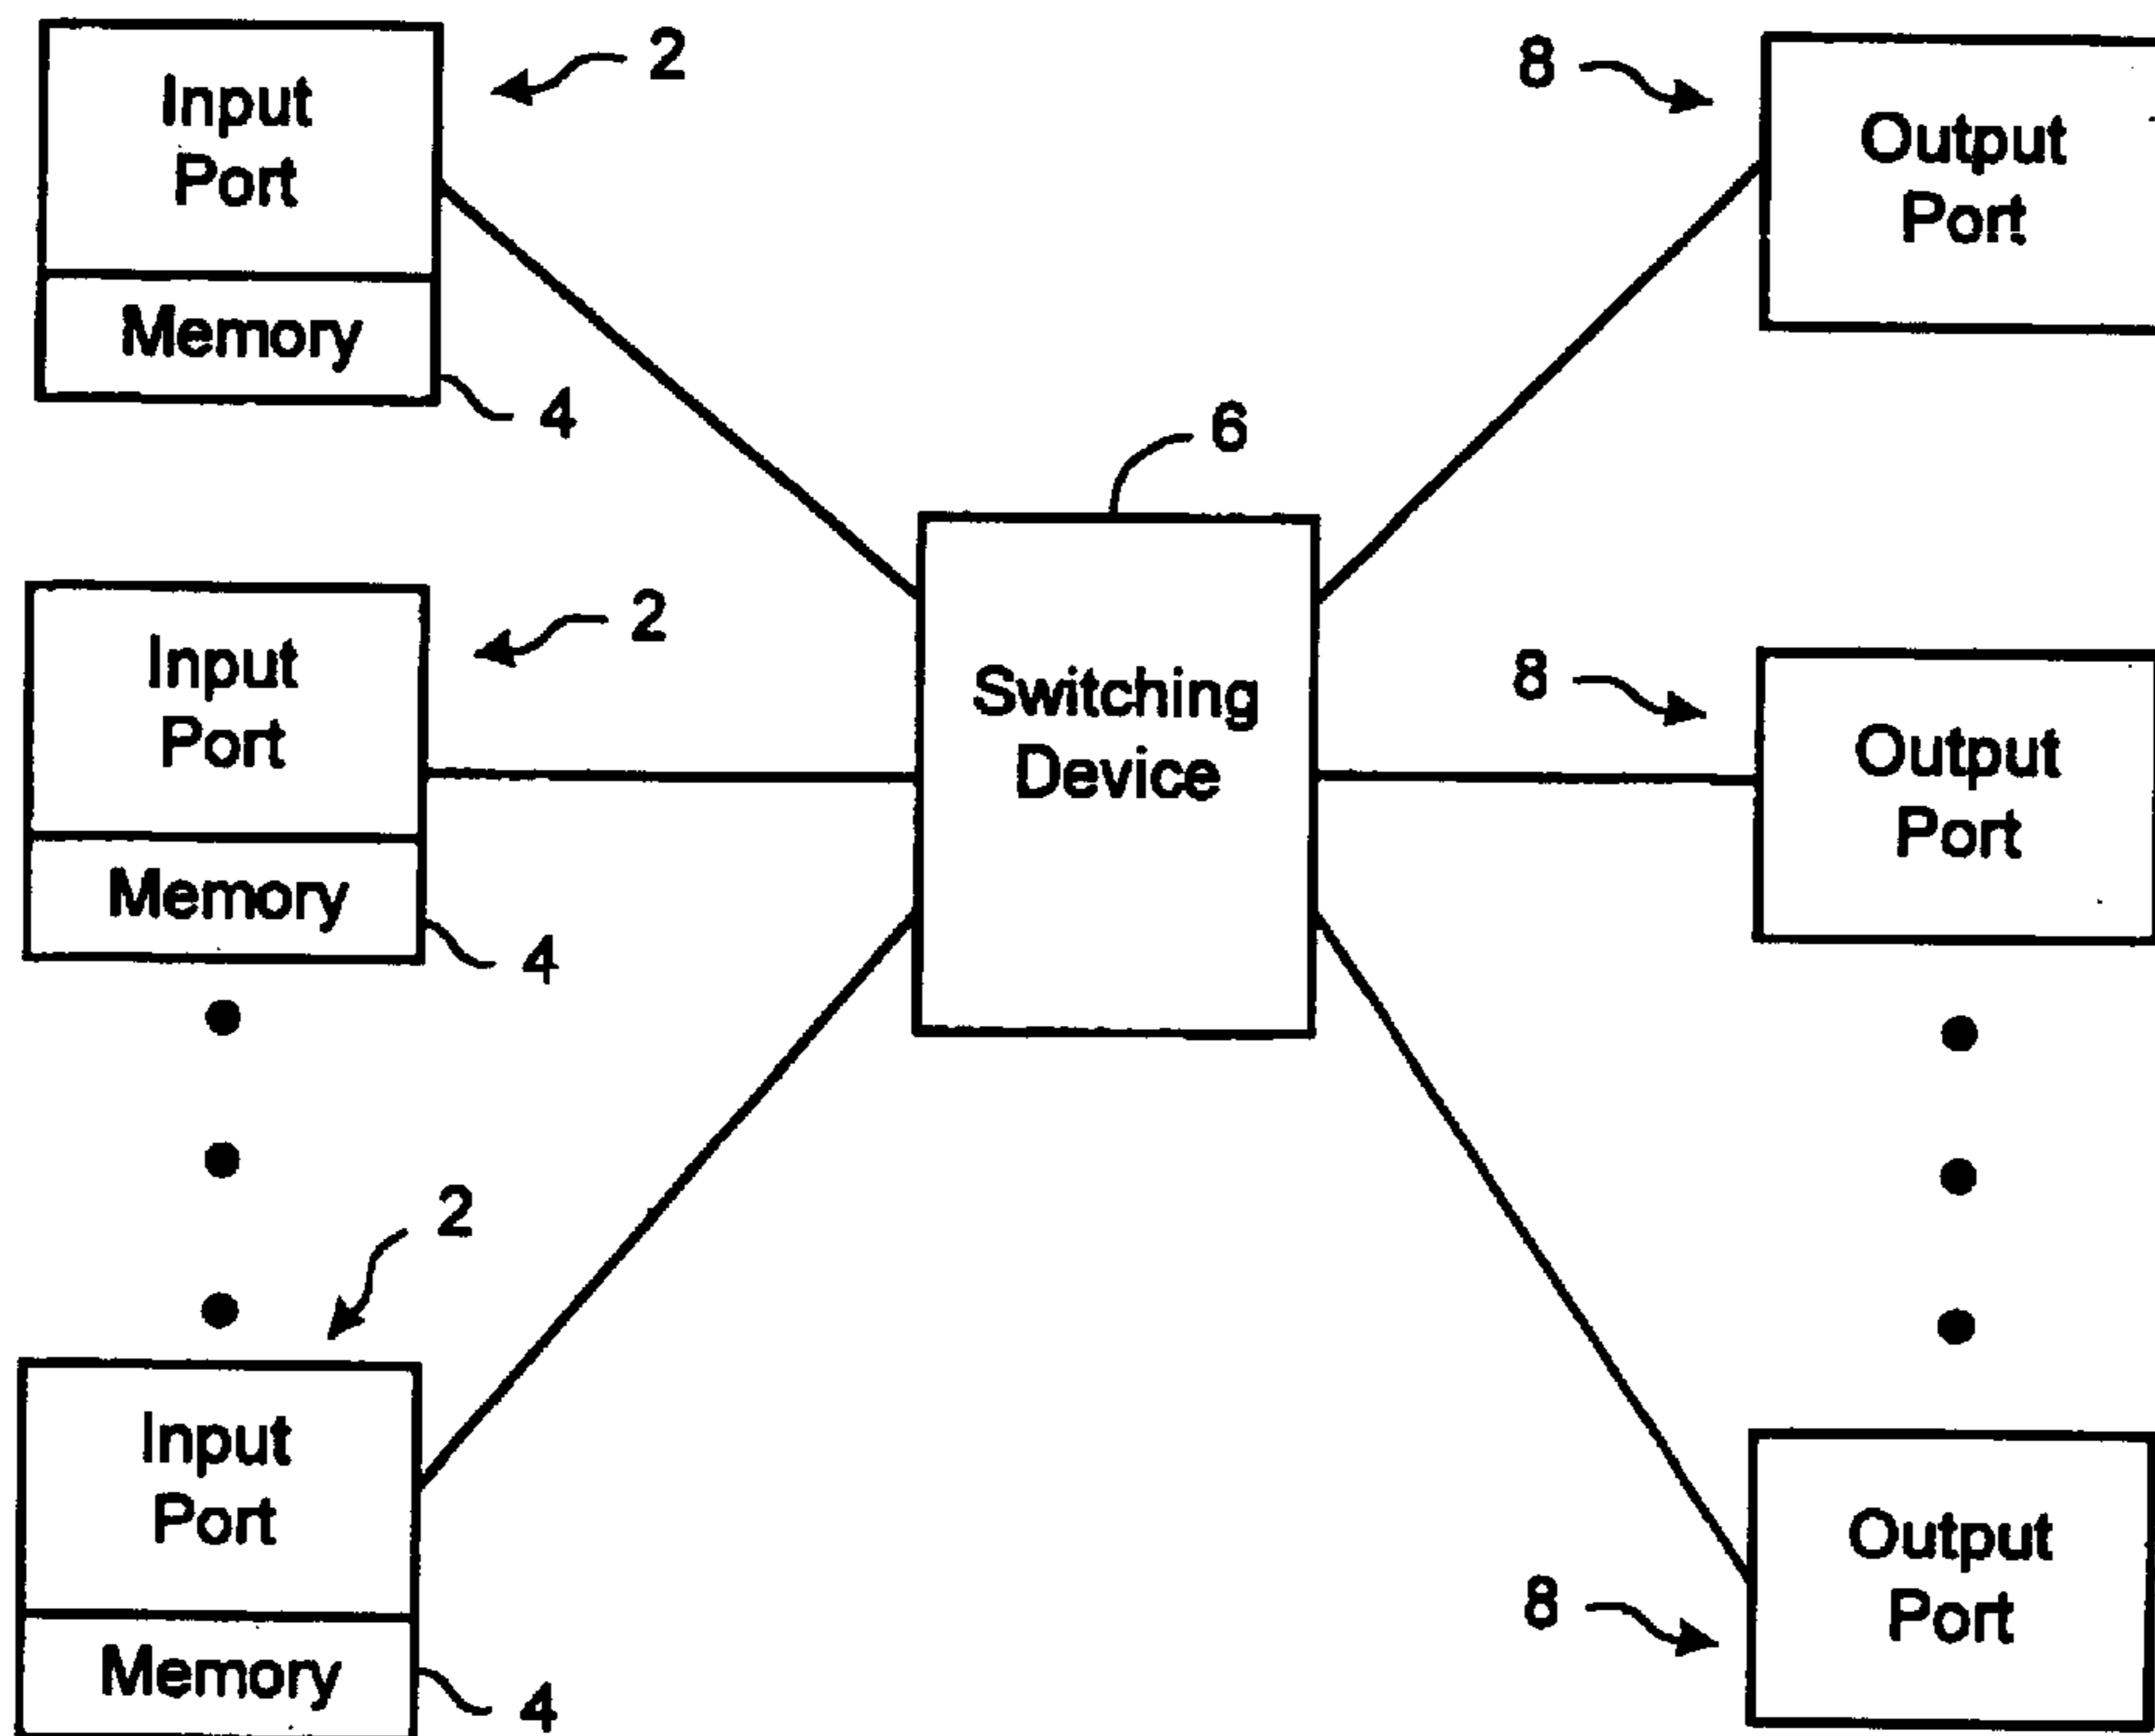 2
Input
Port
Memory
4
2
Input
Port
Memory
4
2
Input
Port
Memory
4
6
Switching
Device
8
Output
Port
8
Output
Port
8
Output
Port